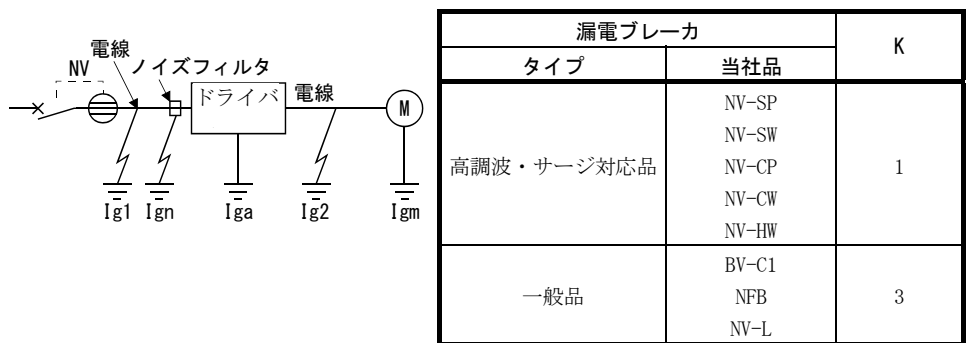 電線
NV ノイズフィルタ
ドライバ
電線
M
Ig1 Ign Iga Ig2 Igm
漏電ブレーカ
K
タイプ
当社品
高調波・サージ対応品
NV-SP
NV-SW
NV-CP
NV-CW
NV-HW
1
一般品
BV-C1
NFB
NV-L
3